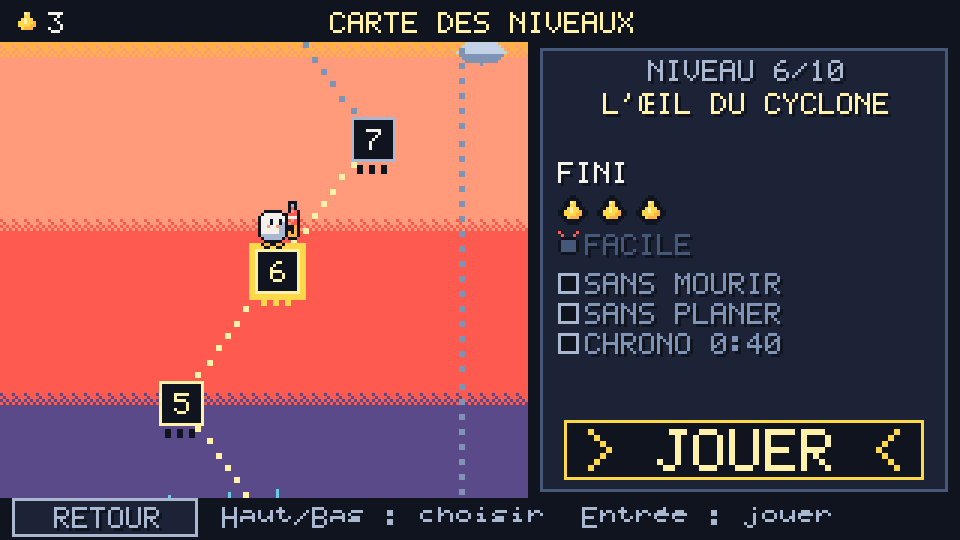 3
CARTE DES NIVEAUX
7
6
5
NIVEAU 6/10
L'ŒIL DU CYCLONE
FINI
FACILE
SANS MOURIR
SANS PLANER
CHRONO 0:40
> JOUER <
RETOUR
Haut/Bas : choisir
Entrée : jouer